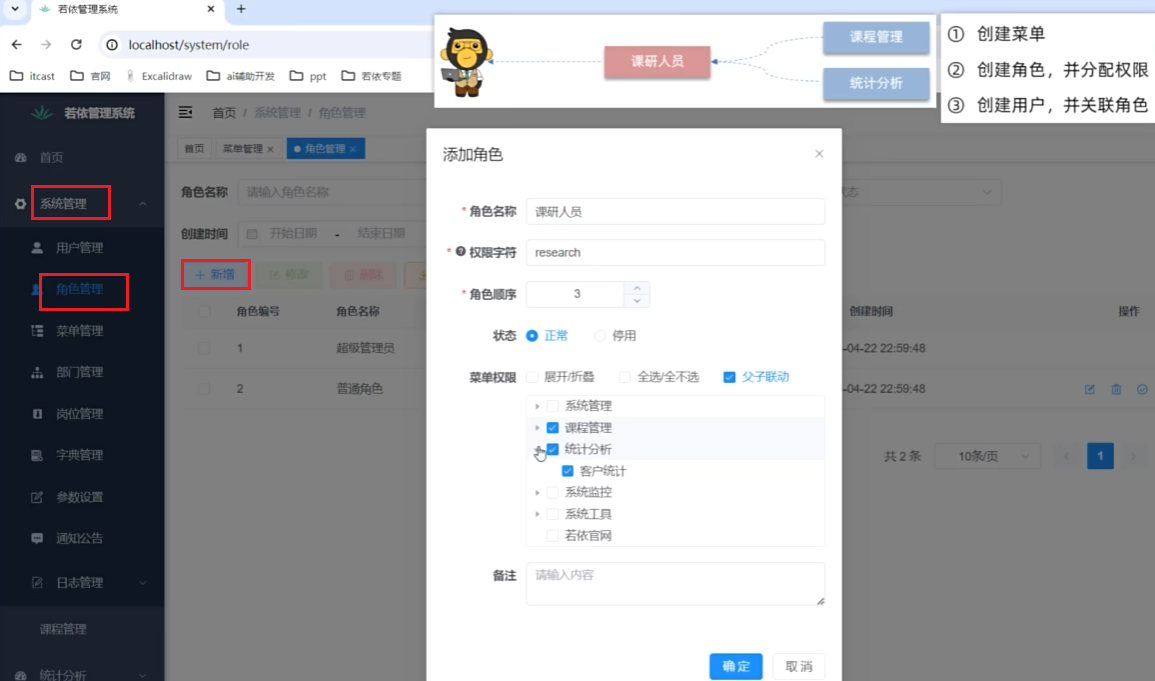 若依管理系统
localhost/system/role
itcast 官网 Excalidraw ai辅助开发 ppt 若依专题
课研人员
课程管理
统计分析
① 创建菜单
② 创建角色，并分配权限
③ 创建用户，并关联角色
若依管理系统
首页
系统管理
用户管理
角色管理
菜单管理
部门管理
岗位管理
字典管理
参数设置
通知公告
日志管理
课程管理
统计分析
首页 / 系统管理 / 角色管理
首页 菜单管理 角色管理
角色名称 请输入角色名称
创建时间 开始日期 - 结束日期
新增 修改 删除
角色编号 角色名称 创建时间 操作
1 超级管理员 -04-22 22:59:48
2 普通角色 -04-22 22:59:48
共 2 条 10条/页 1
添加角色
* 角色名称 课研人员
* 权限字符 research
* 角色顺序 3
状态 正常 停用
菜单权限 展开/折叠 全选/全不选 父子联动
系统管理
课程管理
统计分析
客户统计
系统监控
系统工具
若依官网
备注 请输入内容
确定 取消